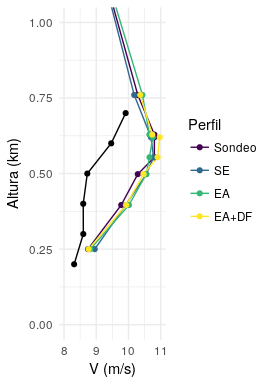 Altura (km)
1.00
0.75
0.50
0.25
0.00
8 9 10 11
V (m/s)
Perfil
Sondeo
SE
EA
EA+DF